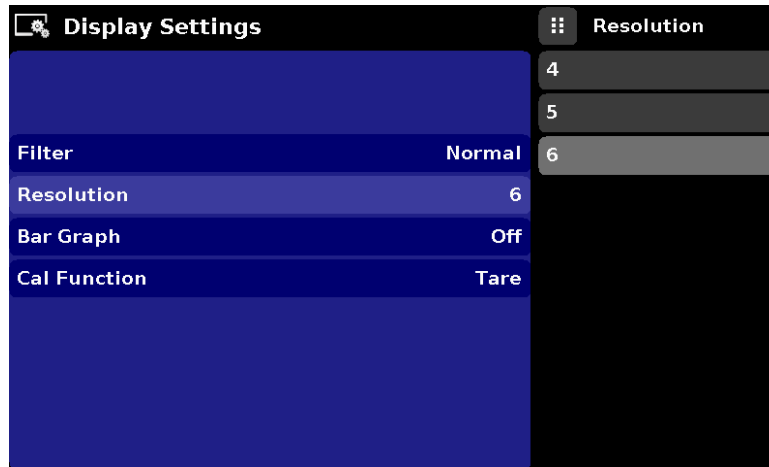 Display Settings
Filter Normal
Resolution 6
Bar Graph Off
Cal Function Tare
Resolution
4
5
6